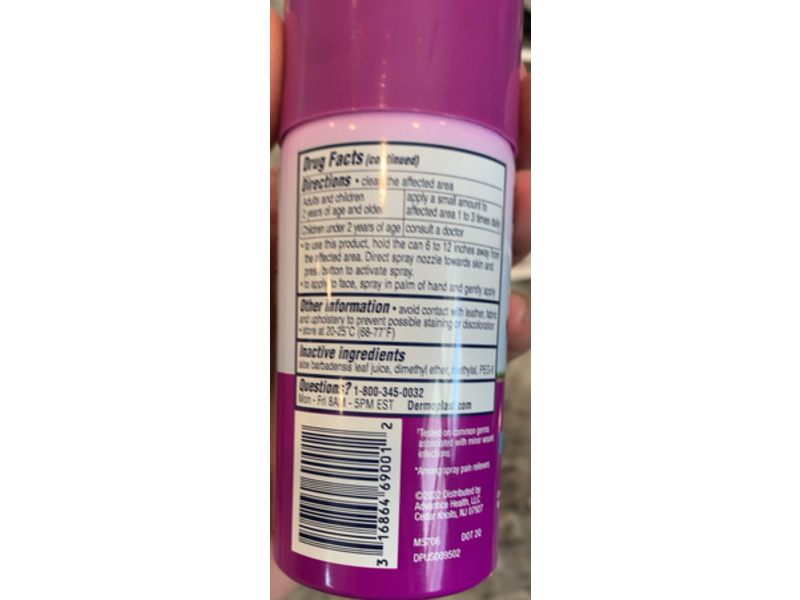 Drug Facts (continued)
Directions • clean the affected area
Adults and children
2 years of age and older
apply a small amount to
affected area 1 to 3 times daily
Children under 2 years of age
consult a doctor
• to use this product, hold the can 6 to 12 inches away from
the affected area. Direct spray nozzle towards skin and
press button to activate spray.
• to apply to face, spray in palm of hand and gently apply
Other information • avoid contact with leather, fabric
and upholstery to prevent possible staining or discoloration
• store at 20-25°C (68-77°F)
Inactive ingredients
aloe barbadensis leaf juice, dimethyl ether, methylal, PEG-8
Questions? 1-800-345-0032
Mon - Fri 8AM - 5PM EST Dermoplast.com
3 16864 69001 2
†Tested on common germs
associated with minor wound
infections
*Among spray pain relievers
©2022 Distributed by
Advantice Health, LLC
Cedar Knolls, NJ 07927
MS706 DOT 2Q
DPUS009502